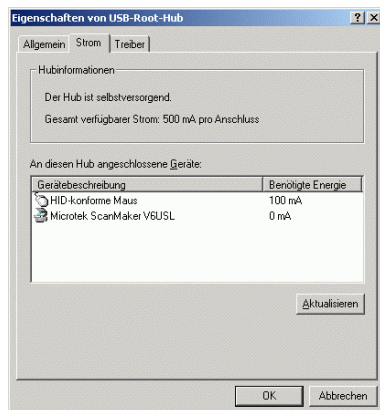 Eigenschaften von USB-Root-Hub
Allgemein Strom Treiber
Hubinformationen
Der Hub ist selbstversorgend.
Gesamt verfügbarer Strom: 500 mA pro Anschluss
An diesen Hub angeschlossene Geräte:
Gerätebeschreibung Benötigte Energie
HID-konforme Maus 100 mA
Microtek ScanMaker V6USL 0 mA
Aktualisieren
OK Abbrechen